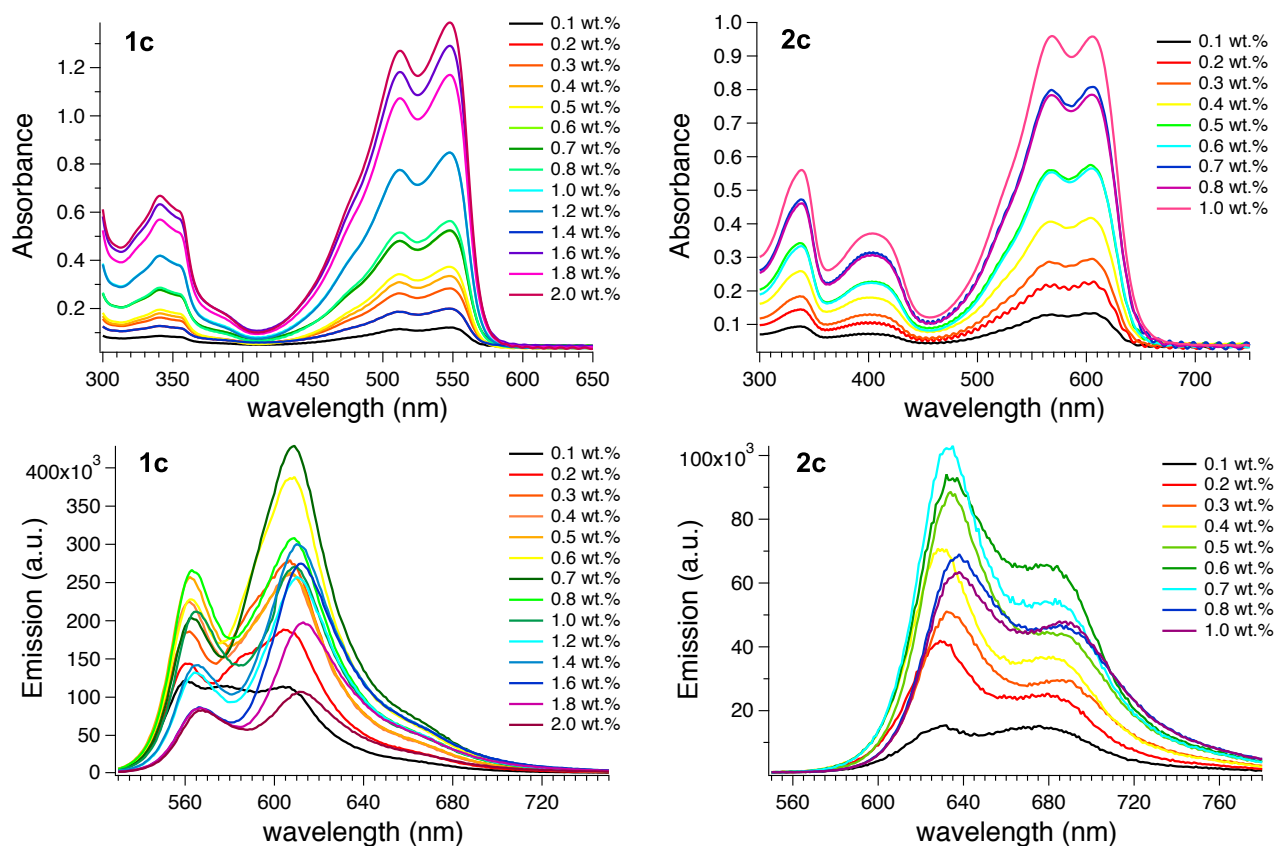 1c
Absorbance
1.2
1.0
0.8
0.6
0.4
0.2
300 350 400 450 500 550 600 650
wavelength (nm)
0.1 wt.%
0.2 wt.%
0.3 wt.%
0.4 wt.%
0.5 wt.%
0.6 wt.%
0.7 wt.%
0.8 wt.%
1.0 wt.%
1.2 wt.%
1.4 wt.%
1.6 wt.%
1.8 wt.%
2.0 wt.%
2c
Absorbance
1.0
0.9
0.8
0.7
0.6
0.5
0.4
0.3
0.2
0.1
300 400 500 600 700
wavelength (nm)
0.1 wt.%
0.2 wt.%
0.3 wt.%
0.4 wt.%
0.5 wt.%
0.6 wt.%
0.7 wt.%
0.8 wt.%
1.0 wt.%
1c
Emission (a.u.)
400x10³
350
300
250
200
150
100
50
0
560 600 640 680 720
wavelength (nm)
0.1 wt.%
0.2 wt.%
0.3 wt.%
0.4 wt.%
0.5 wt.%
0.6 wt.%
0.7 wt.%
0.8 wt.%
1.0 wt.%
1.2 wt.%
1.4 wt.%
1.6 wt.%
1.8 wt.%
2.0 wt.%
2c
Emission (a.u.)
100x10³
80
60
40
20
560 600 640 680 720 760
wavelength (nm)
0.1 wt.%
0.2 wt.%
0.3 wt.%
0.4 wt.%
0.5 wt.%
0.6 wt.%
0.7 wt.%
0.8 wt.%
1.0 wt.%